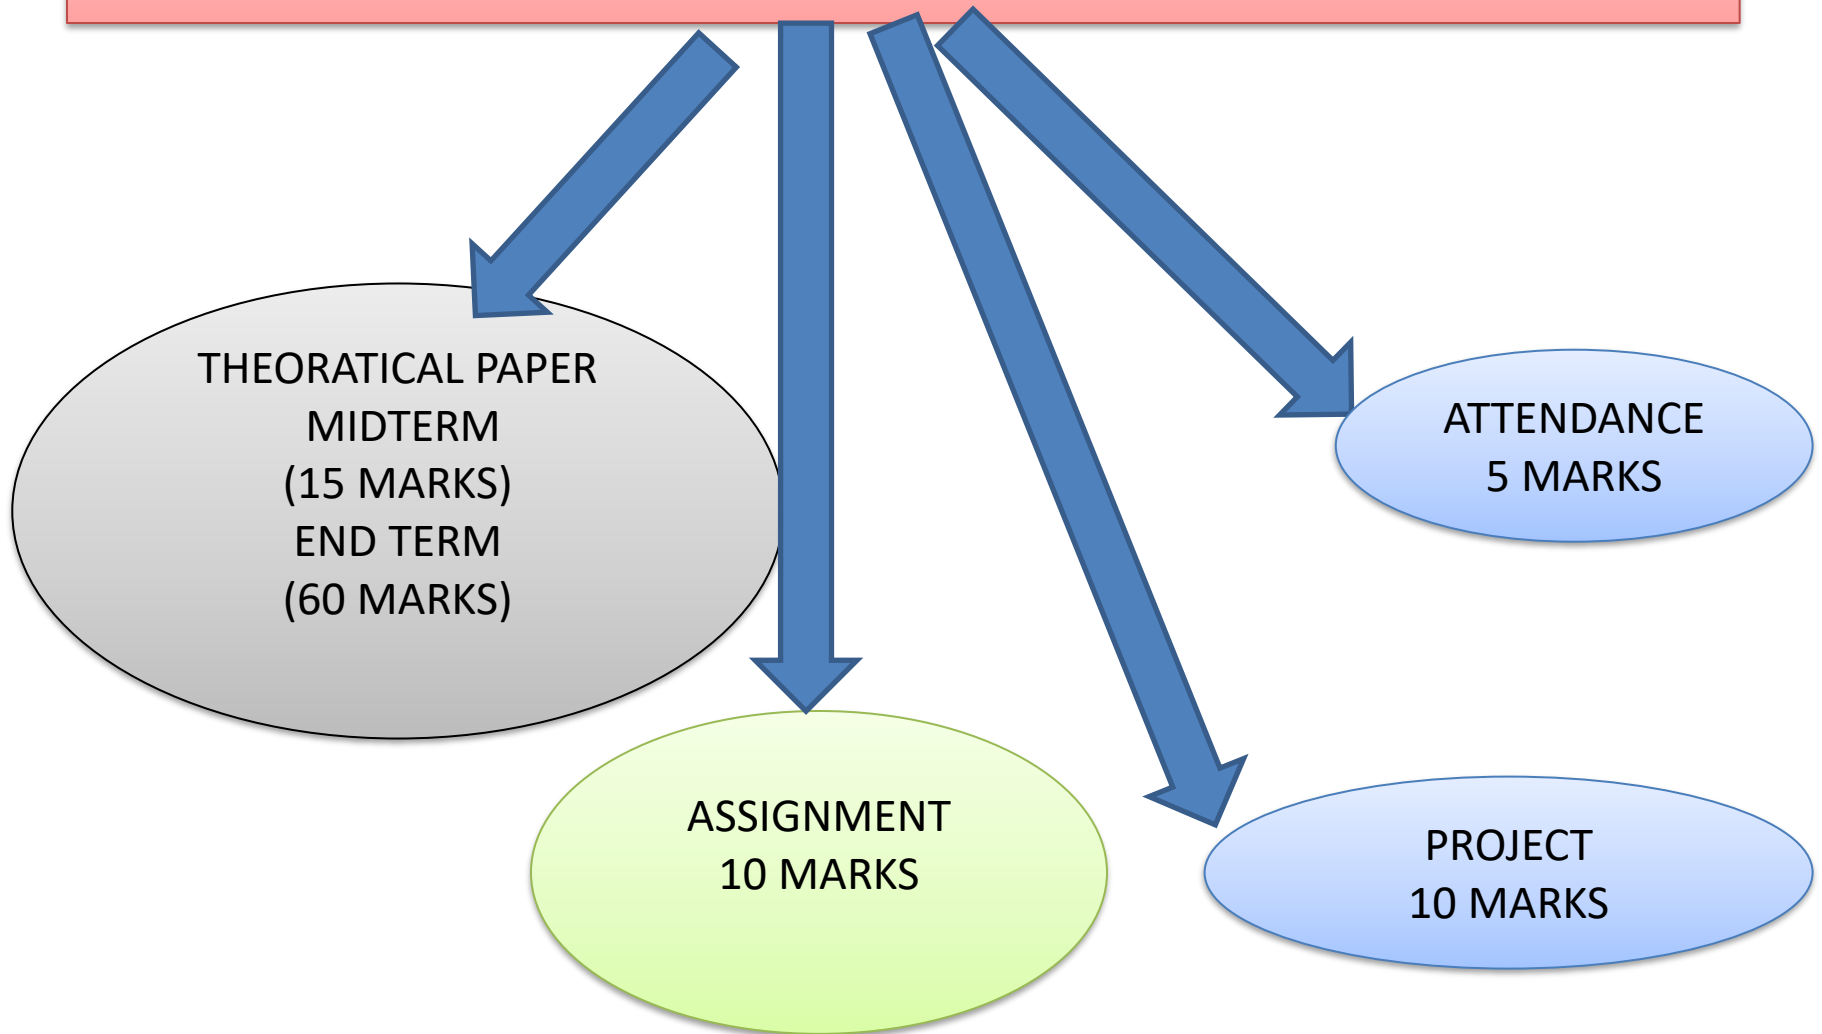 THEORATICAL PAPER
MIDTERM
(15 MARKS)
END TERM
(60 MARKS)
ATTENDANCE
5 MARKS
ASSIGNMENT
10 MARKS
PROJECT
10 MARKS